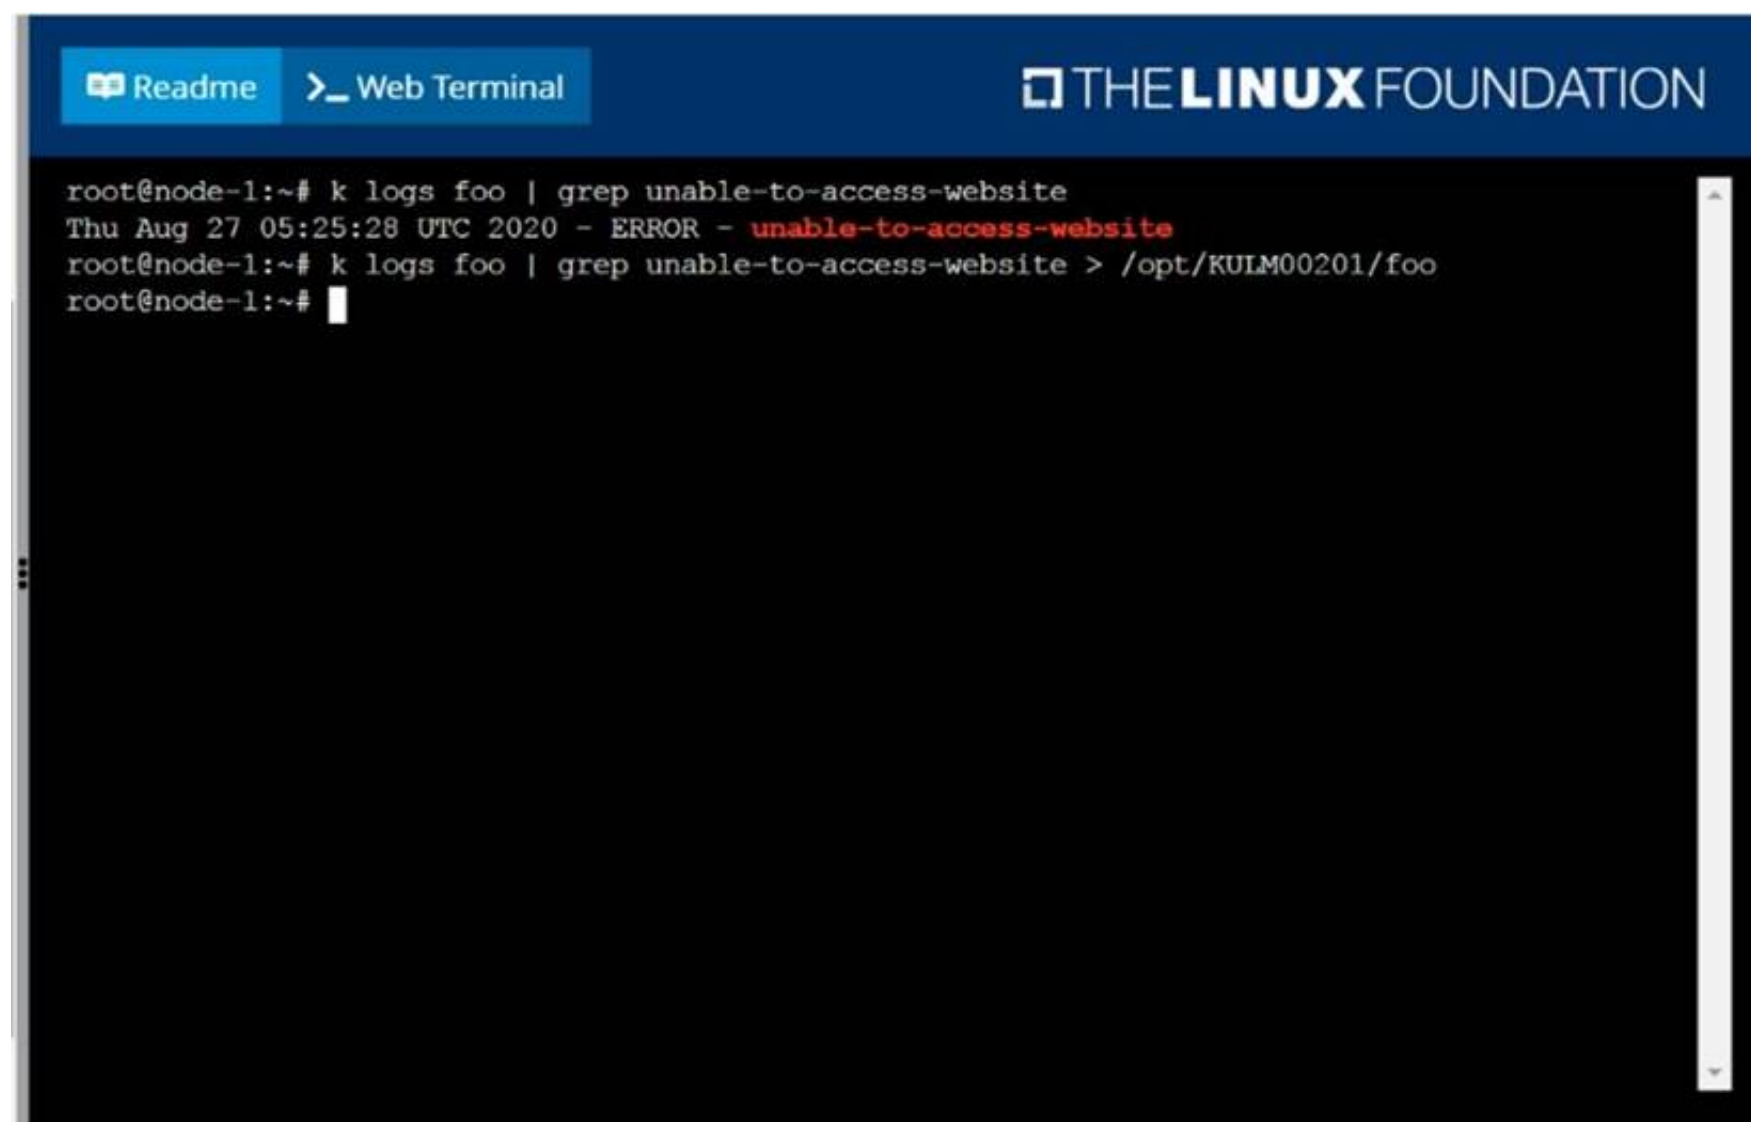 Readme >_ Web Terminal THE LINUX FOUNDATION
root@node-1:~# k logs foo | grep unable-to-access-website
Thu Aug 27 05:25:28 UTC 2020 - ERROR - unable-to-access-website
root@node-1:~# k logs foo | grep unable-to-access-website > /opt/KULM00201/foo
root@node-1:~#